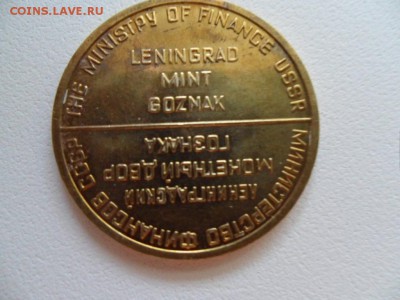 COINS.LAVE.RU
THE MINISTRY OF FINANCE USSR
LENINGRAD
MINT
GOZNAK
ЛЕНИНГРАДСКИЙ
МОНЕТНЫЙ ДВОР
ГОЗНАКА
МИНИСТЕРСТВО ФИНАНСОВ СССР